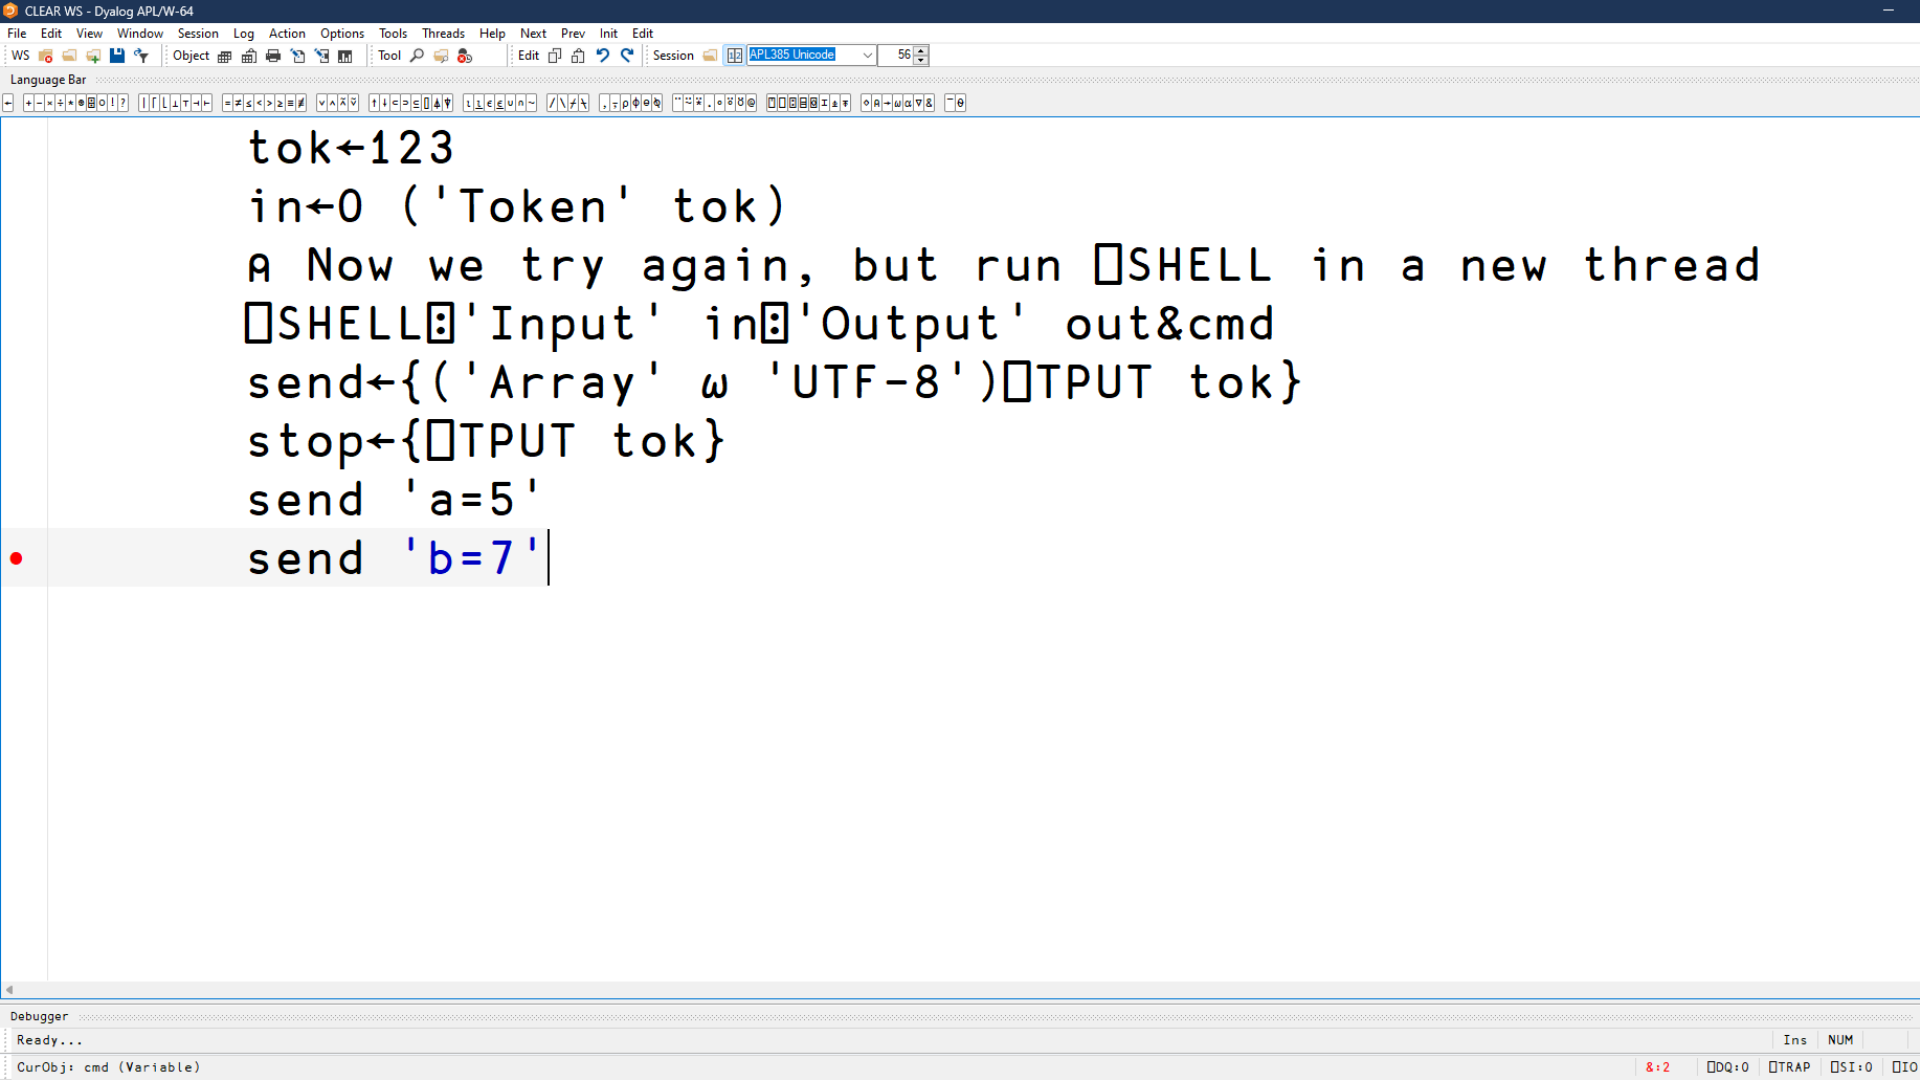 CLEAR WS - Dyalog APL/W-64
File Edit View Window Session Log Action Options Tools Threads Help Next Prev Init Edit
WS Object Tool Edit Session APL385 Unicode 56
Language Bar
tok←123
in←0 ('Token' tok)
⍝ Now we try again, but run ⎕SHELL in a new thread
⎕SHELL⍠'Input' in⍠'Output' out&cmd
send←{('Array' ⍵ 'UTF-8')⎕TPUT tok}
stop←{⎕TPUT tok}
send 'a=5'
send 'b=7'
Debugger
Ready...
Ins NUM
CurObj: cmd (Variable)
&:2 ⎕DQ:0 ⎕TRAP ⎕SI:0 ⎕IO